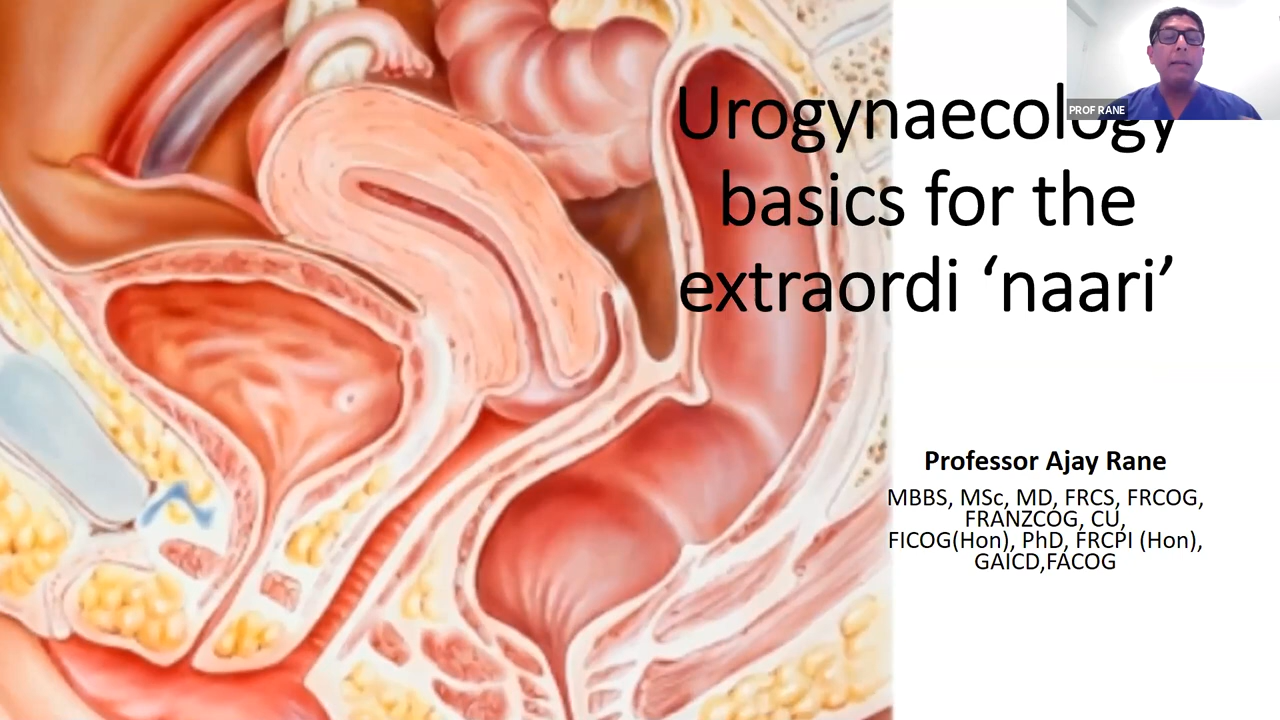 PROF RANE
Urogynaecology
basics for the
extraordi ‘naari’
Professor Ajay Rane
MBBS, MSc, MD, FRCS, FRCOG,
FRANZCOG, CU,
FICOG(Hon), PhD, FRCPI (Hon),
GAICD,FACOG